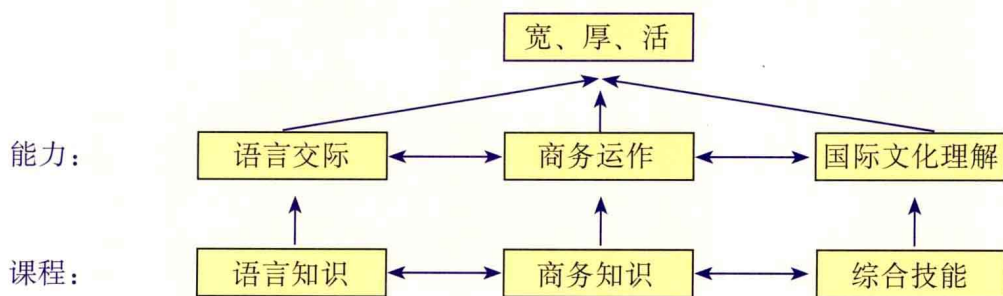 宽、厚、活
能力： 语言交际 商务运作 国际文化理解
课程： 语言知识 商务知识 综合技能